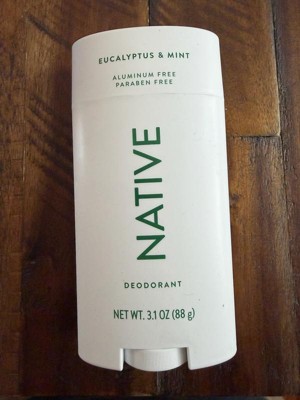 EUCALYPTUS & MINT
ALUMINUM FREE
PARABEN FREE
NATIVE
DEODORANT
NET WT. 3.1 OZ (88 g)